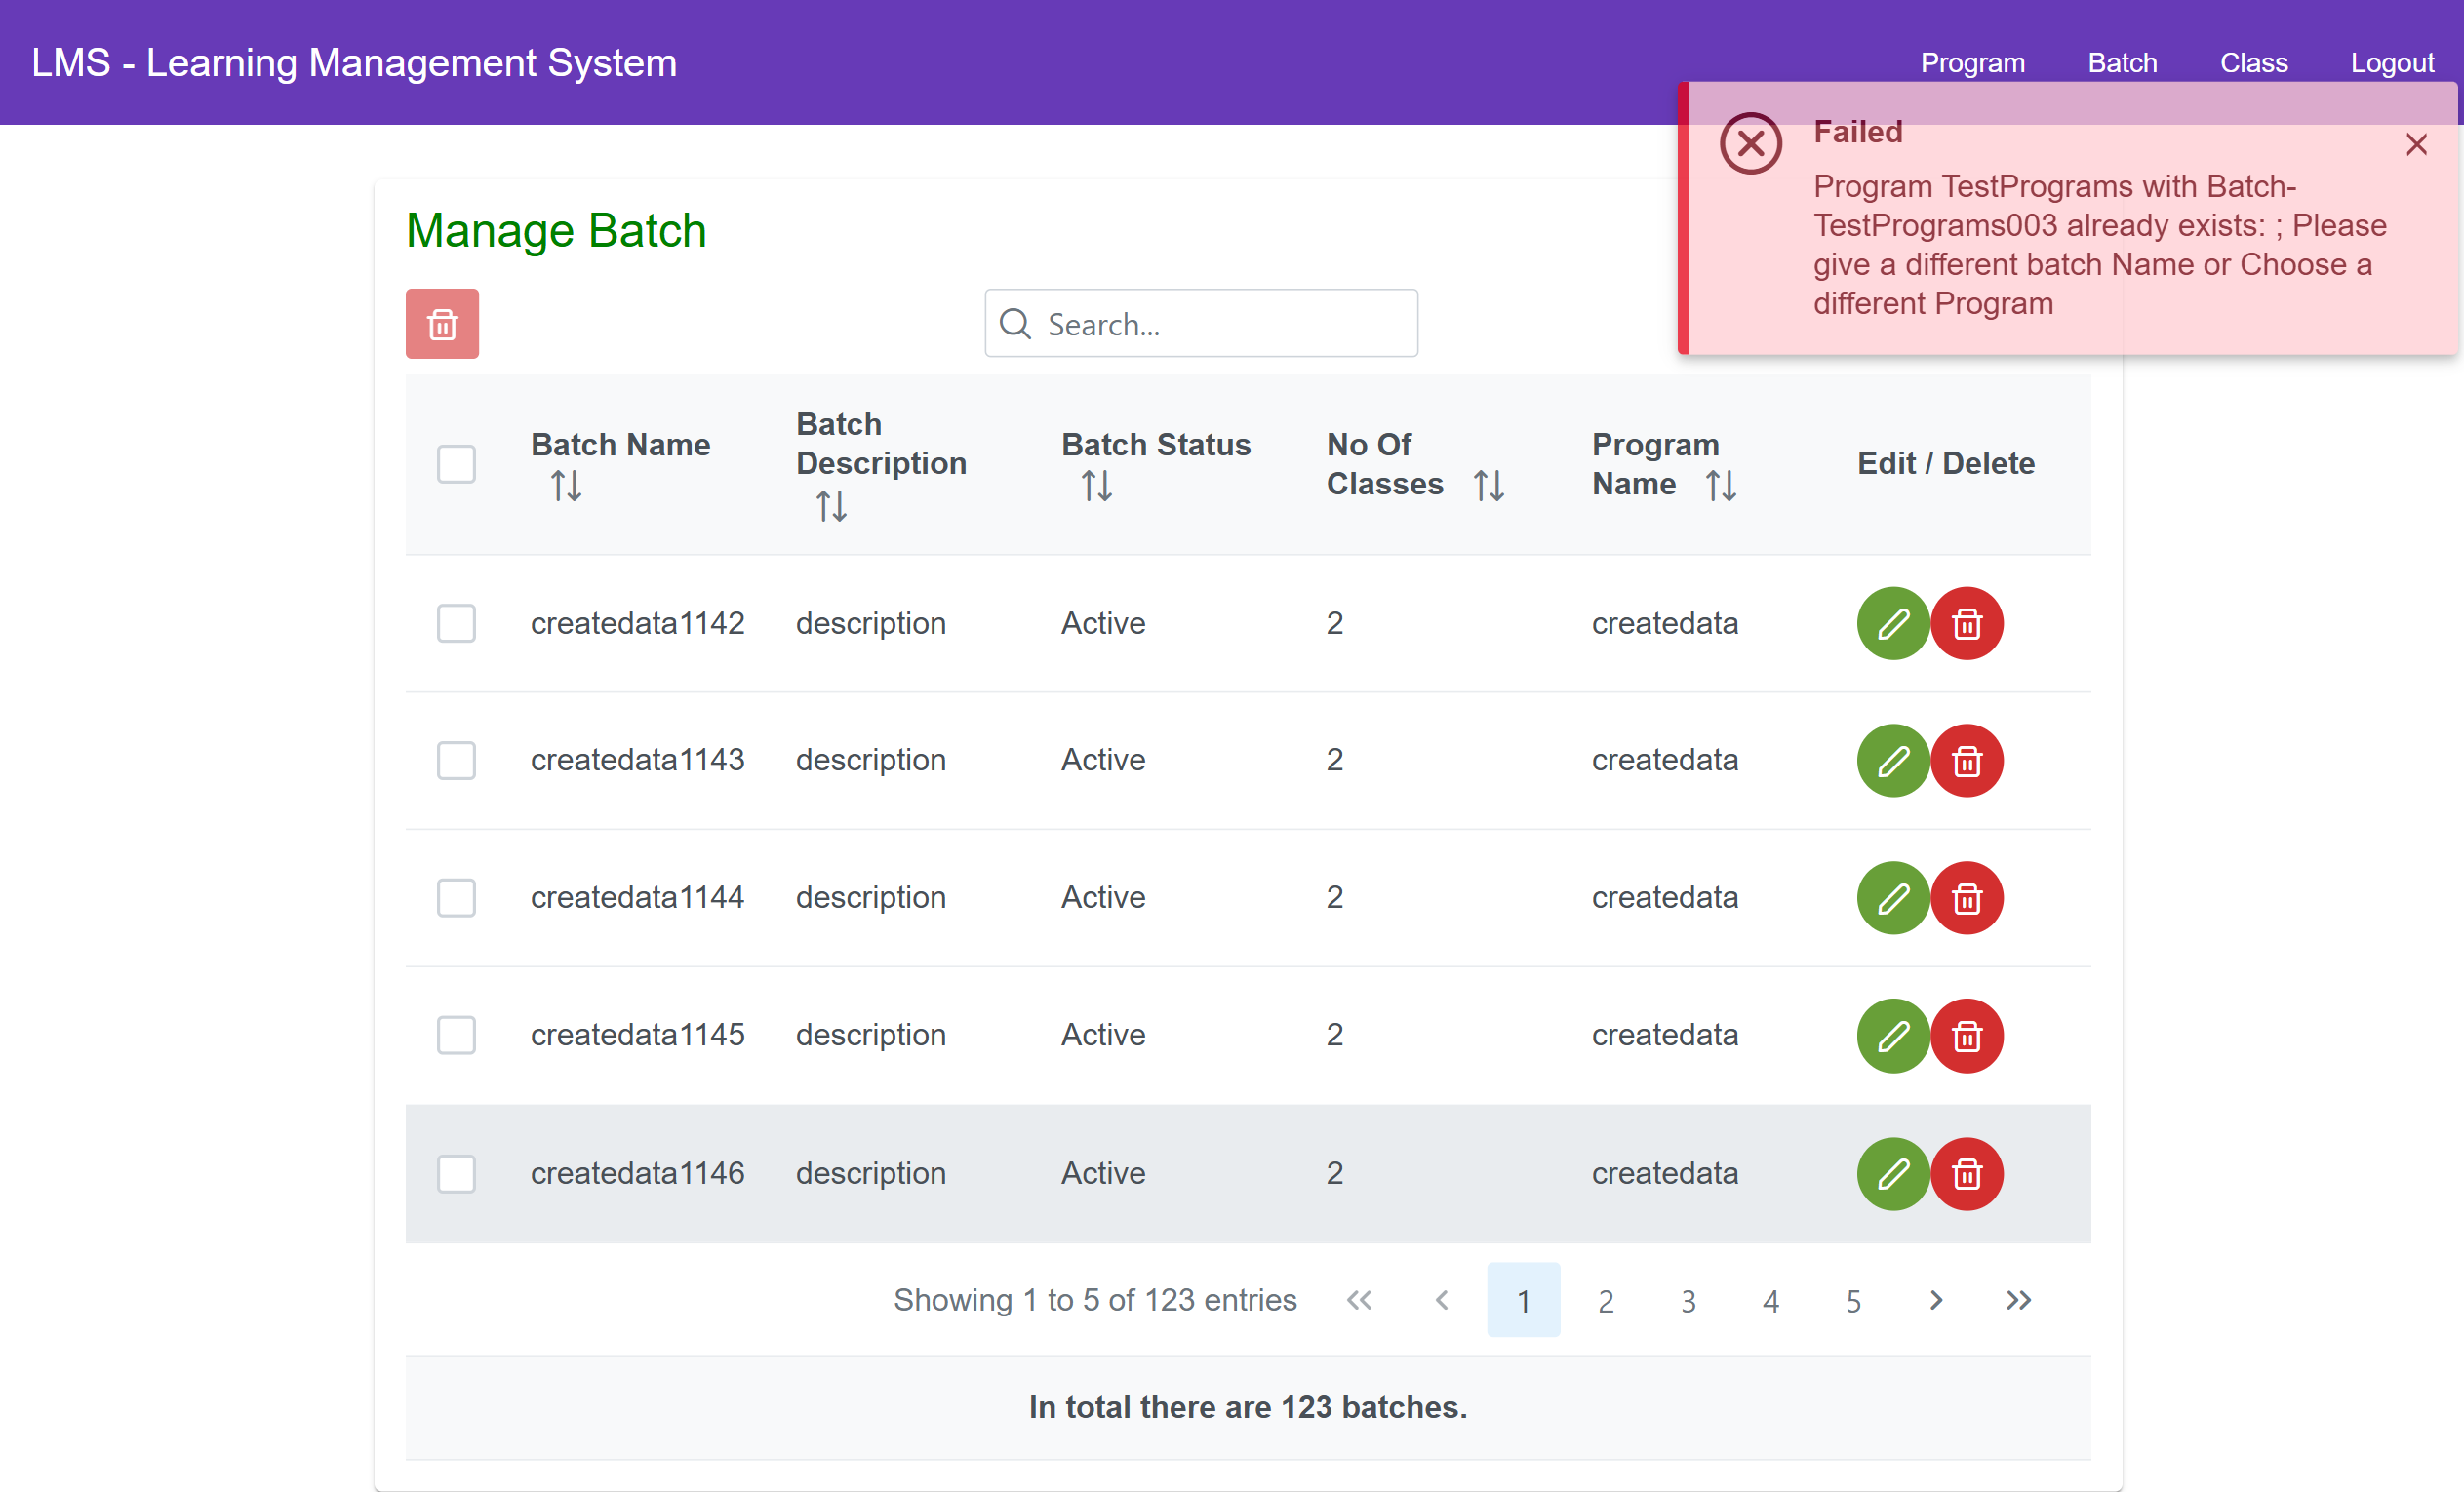 LMS - Learning Management System
Program Batch Class Logout
Failed
Program TestPrograms with Batch-
TestPrograms003 already exists: ; Please
give a different batch Name or Choose a
different Program
Manage Batch
Search...
Batch Name
Batch
Description
Batch Status
No Of
Classes
Program
Name
Edit / Delete
createdata1142 description Active 2 createdata
createdata1143 description Active 2 createdata
createdata1144 description Active 2 createdata
createdata1145 description Active 2 createdata
createdata1146 description Active 2 createdata
Showing 1 to 5 of 123 entries 1 2 3 4 5
In total there are 123 batches.